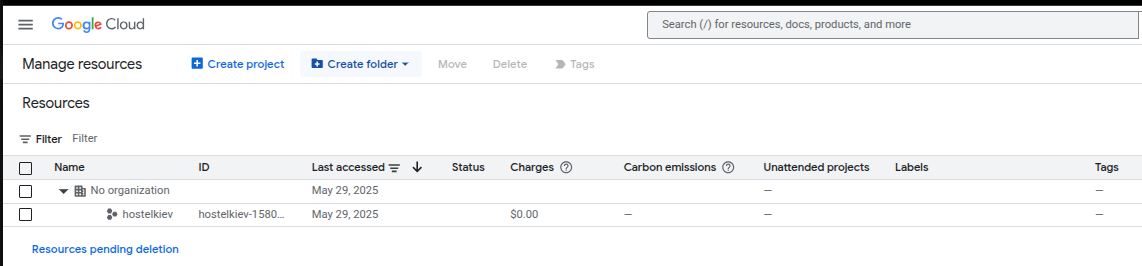 Google Cloud Search (/) for resources, docs, products, and more
Manage resources Create project Create folder Move Delete Tags
Resources
Filter Filter
Name ID Last accessed Status Charges Carbon emissions Unattended projects Labels Tags
No organization May 29, 2025 — —
hostelkiev hostelkiev-1580... May 29, 2025 $0.00 — — —
Resources pending deletion